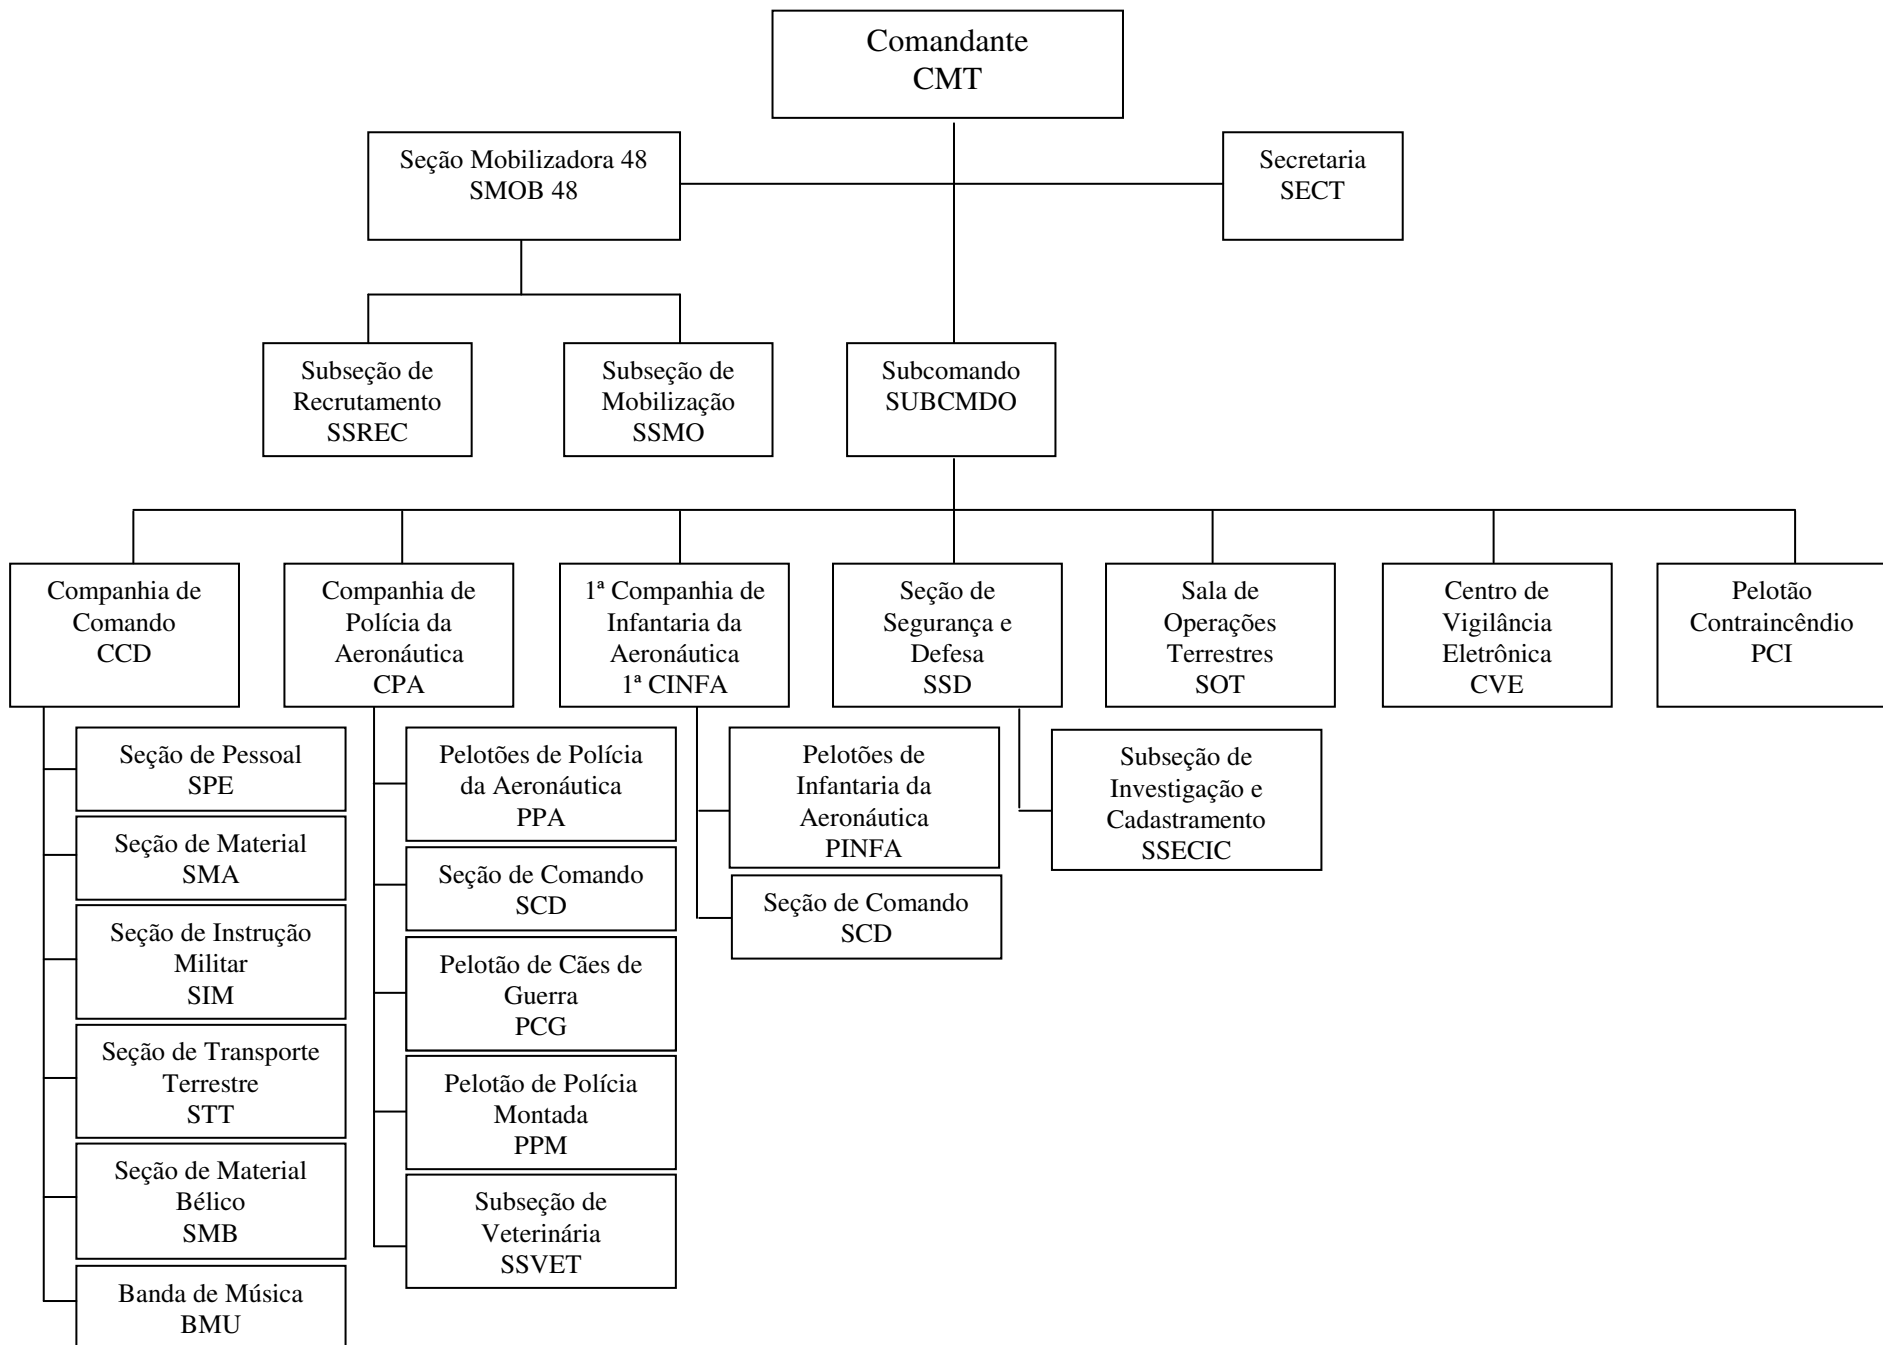 Comandante
CMT
Seção Mobilizadora 48
SMOB 48
Secretaria
SECT
Subseção de
Recrutamento
SSREC
Subseção de
Mobilização
SSMO
Subcomando
SUBCMDO
Companhia de
Comando
CCD
Companhia de
Polícia da
Aeronáutica
CPA
1ª Companhia de
Infantaria da
Aeronáutica
1ª CINFA
Seção de
Segurança e
Defesa
SSD
Sala de
Operações
Terrestres
SOT
Centro de
Vigilância
Eletrônica
CVE
Pelotão
Contraincêndio
PCI
Seção de Pessoal
SPE
Seção de Material
SMA
Seção de Instrução
Militar
SIM
Seção de Transporte
Terrestre
STT
Seção de Material
Bélico
SMB
Banda de Música
BMU
Pelotões de Polícia
da Aeronáutica
PPA
Seção de Comando
SCD
Pelotão de Cães de
Guerra
PCG
Pelotão de Polícia
Montada
PPM
Subseção de
Veterinária
SSVET
Pelotões de
Infantaria da
Aeronáutica
PINFA
Seção de Comando
SCD
Subseção de
Investigação e
Cadastramento
SSECIC